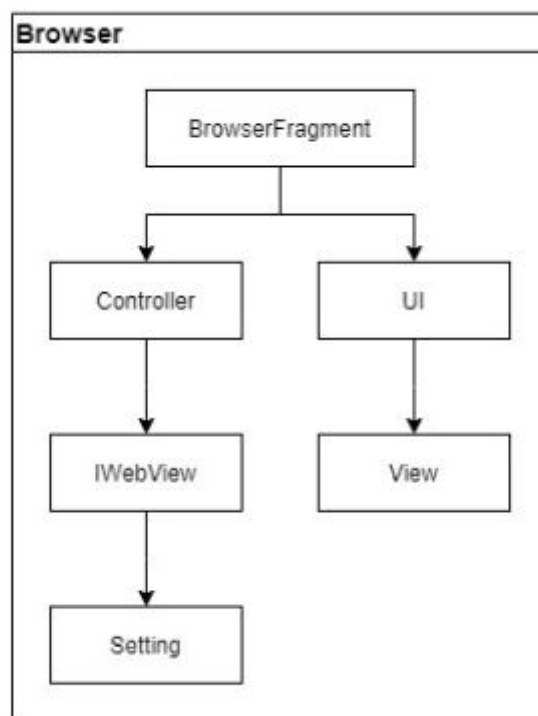 Browser
BrowserFragment
Controller
UI
IWebView
View
Setting